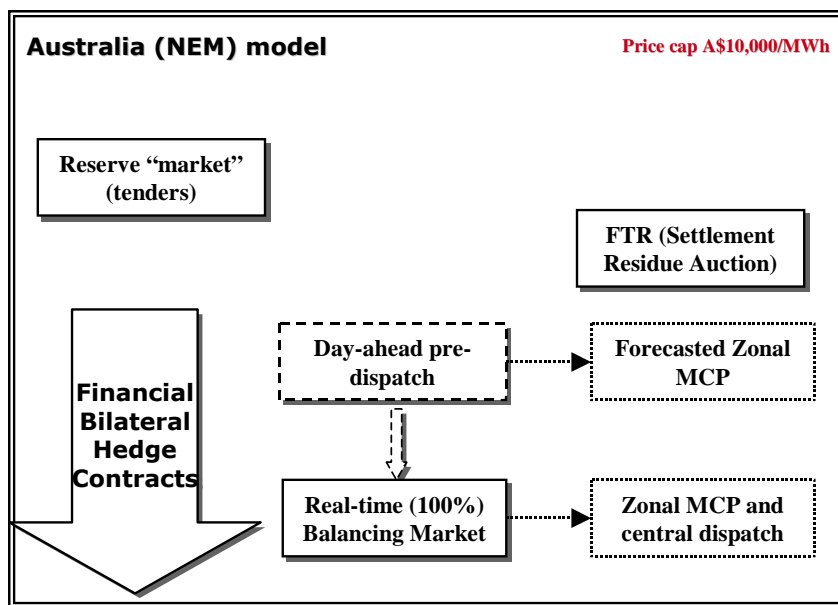 Australia (NEM) model
Price cap A$10,000/MWh
Reserve “market”
(tenders)
FTR (Settlement
Residue Auction)
Day-ahead pre-
dispatch
Forecasted Zonal
MCP
Financial
Bilateral
Hedge
Contracts
Real-time (100%)
Balancing Market
Zonal MCP and
central dispatch